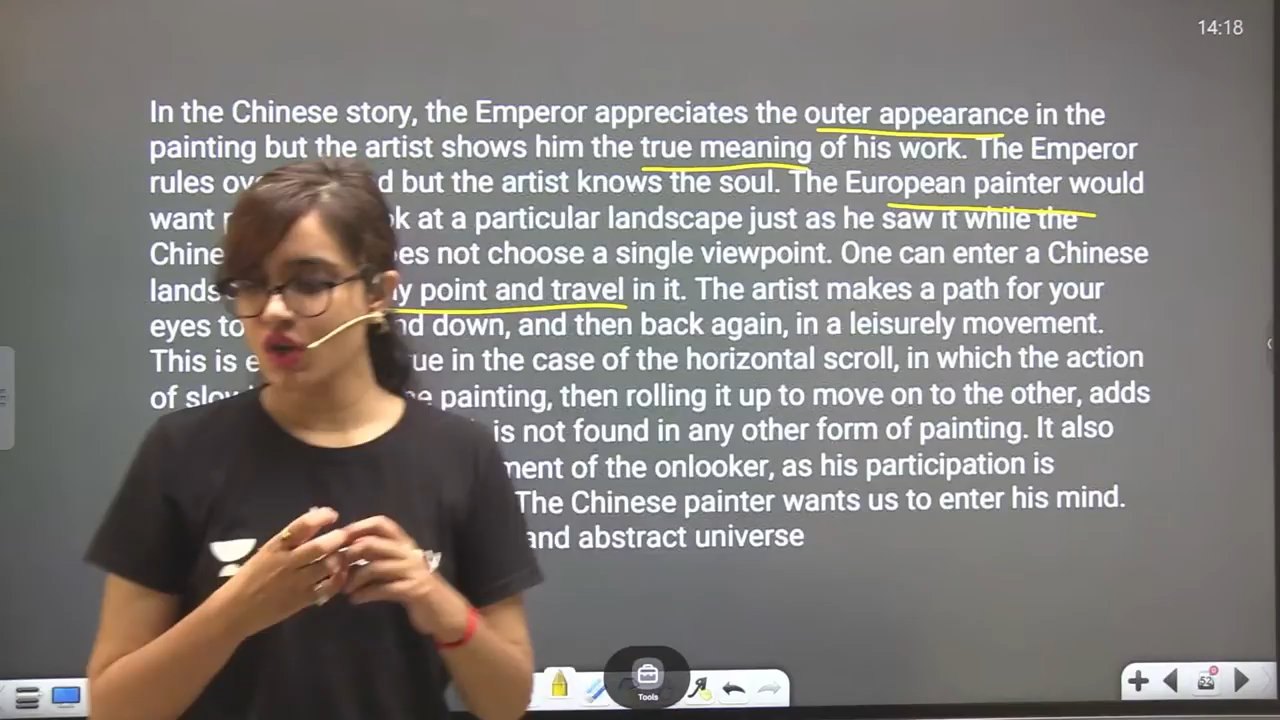 14:18
In the Chinese story, the Emperor appreciates the outer appearance in the
painting but the artist shows him the true meaning of his work. The Emperor
rules but the artist knows the soul. The European painter would
want at a particular landscape just as he saw it while the
not choose a single viewpoint. One can enter a Chinese
point and travel in it. The artist makes a path for your
eyes to down, and then back again, in a leisurely movement.
This is in the case of the horizontal scroll, in which the action
of painting, then rolling it up to move on to the other, adds
is not found in any other form of painting. It also
of the onlooker, as his participation is
The Chinese painter wants us to enter his mind.
and abstract universe
Tools
52